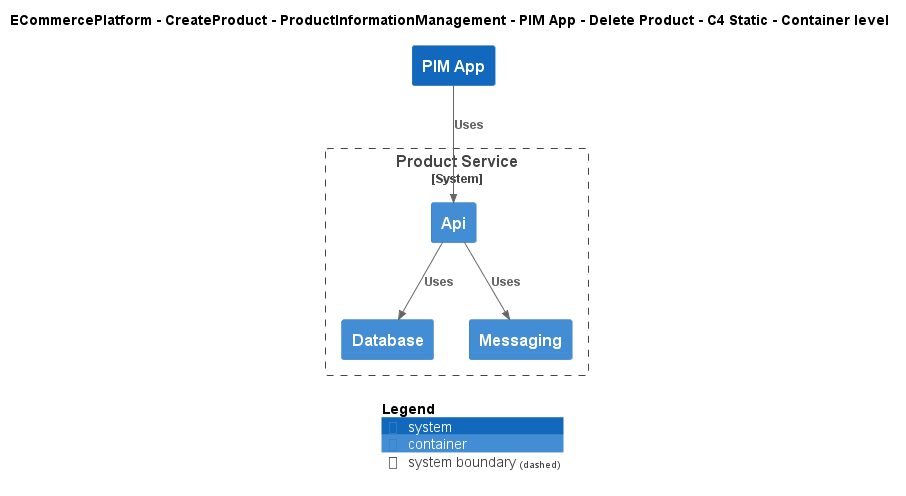 ECommercePlatform - CreateProduct - ProductInformationManagement - PIM App - Delete Product - C4 Static - Container level
PIM App
Uses
Product Service
[System]
Api
Uses
Uses
Database
Messaging
Legend
system
container
system boundary (dashed)